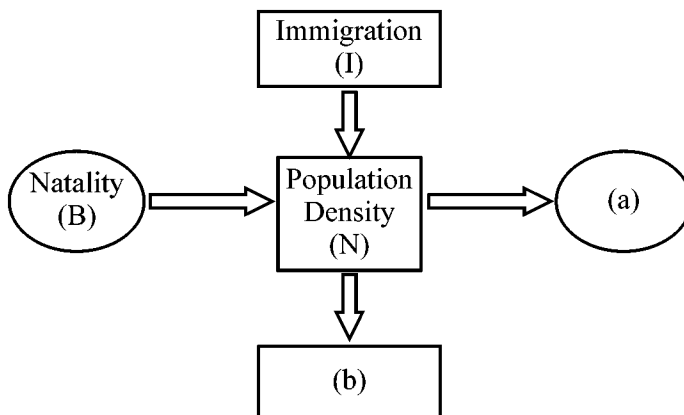 Immigration
(I)
Natality
(B)
Population
Density
(N)
(a)
(b)